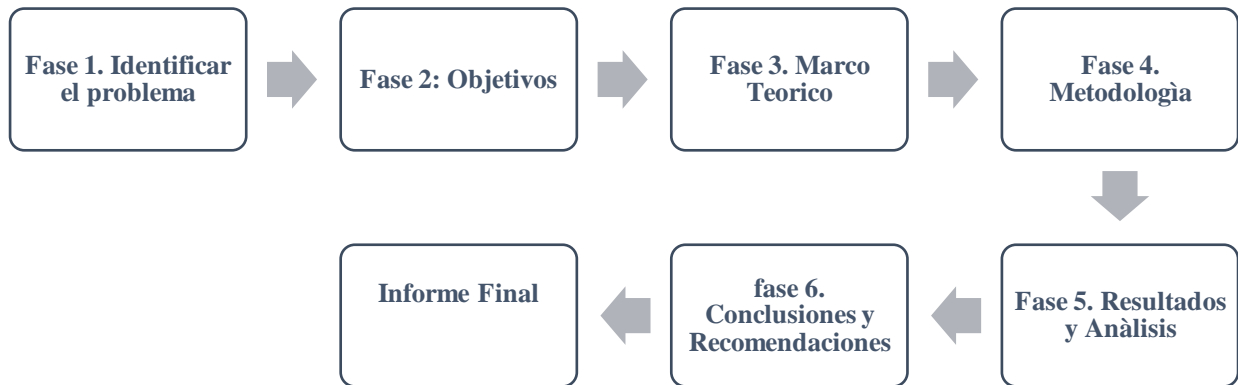 Fase 1. Identificar
el problema
Fase 2: Objetivos
Fase 3. Marco
Teorico
Fase 4.
Metodologìa
Fase 5. Resultados
y Anàlisis
fase 6.
Conclusiones y
Recomendaciones
Informe Final